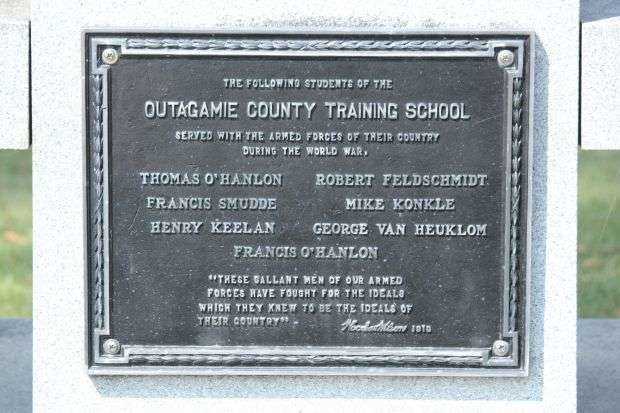 THE FOLLOWING STUDENTS OF THE
OUTAGAMIE COUNTY TRAINING SCHOOL
SERVED WITH THE ARMED FORCES OF THEIR COUNTRY
DURING THE WORLD WAR.
THOMAS O'HANLON ROBERT FELDSCHMIDT
FRANCIS SMUDDE MIKE KONKLE
HENRY KEELAN GEORGE VAN HEUKLOM
FRANCIS O'HANLON
"THESE GALLANT MEN OF OUR ARMED
FORCES HAVE FOUGHT FOR THE IDEALS
WHICH THEY KNEW TO BE THE IDEALS OF
THEIR COUNTRY" - Woodrow Wilson 1919